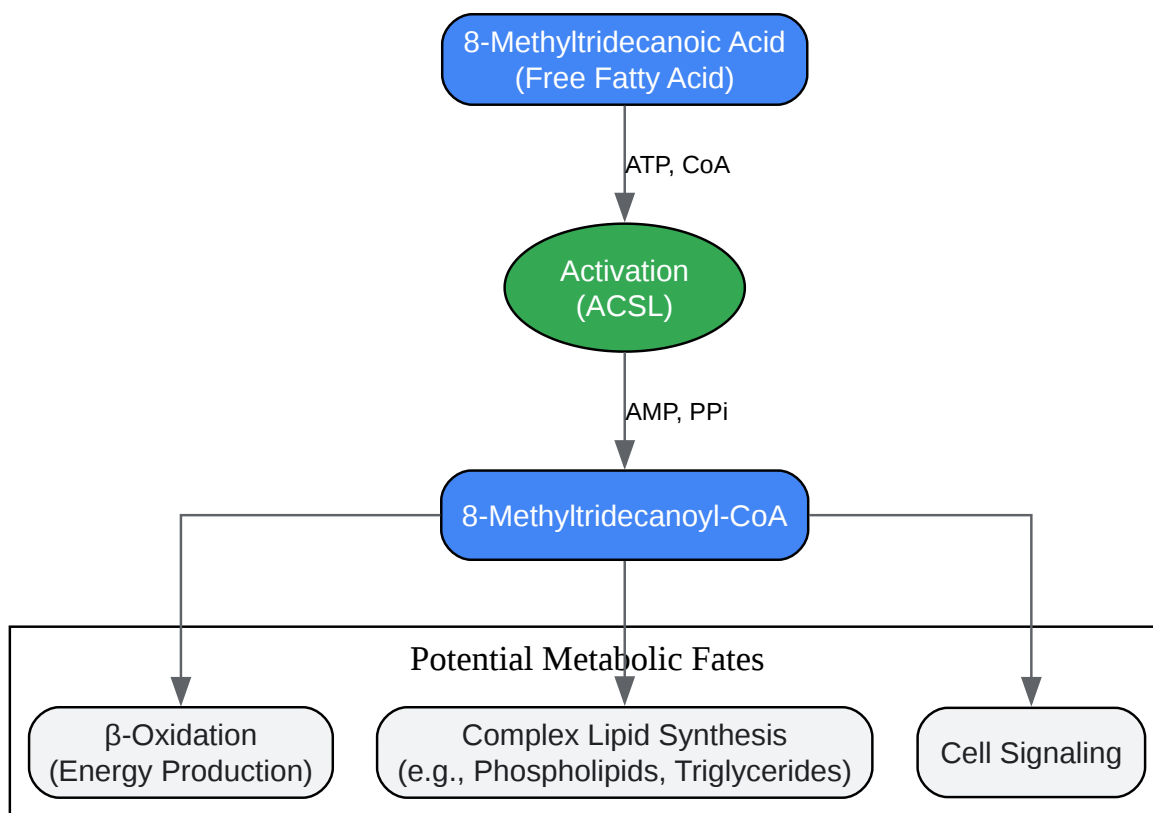 8-Methyltridecanoic Acid
(Free Fatty Acid)
ATP, CoA
Activation
(ACSL)
AMP, PPi
8-Methyltridecanoyl-CoA
Potential Metabolic Fates
β-Oxidation
(Energy Production)
Complex Lipid Synthesis
(e.g., Phospholipids, Triglycerides)
Cell Signaling